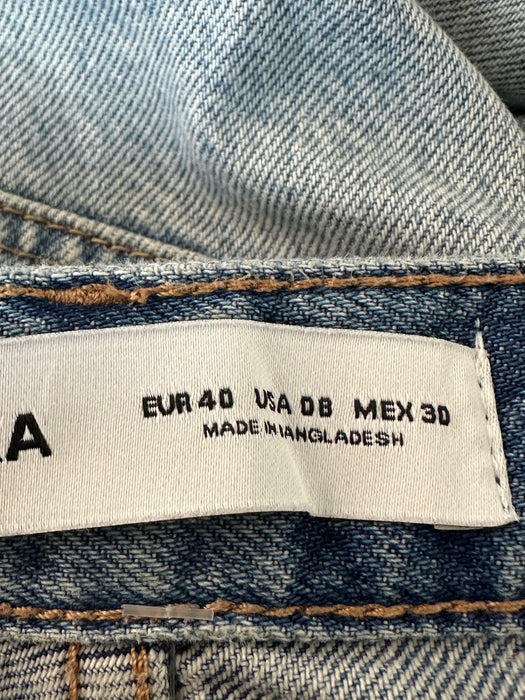 EUR 40 USA 08 MEX 30
MADE IN BANGLADESH
A